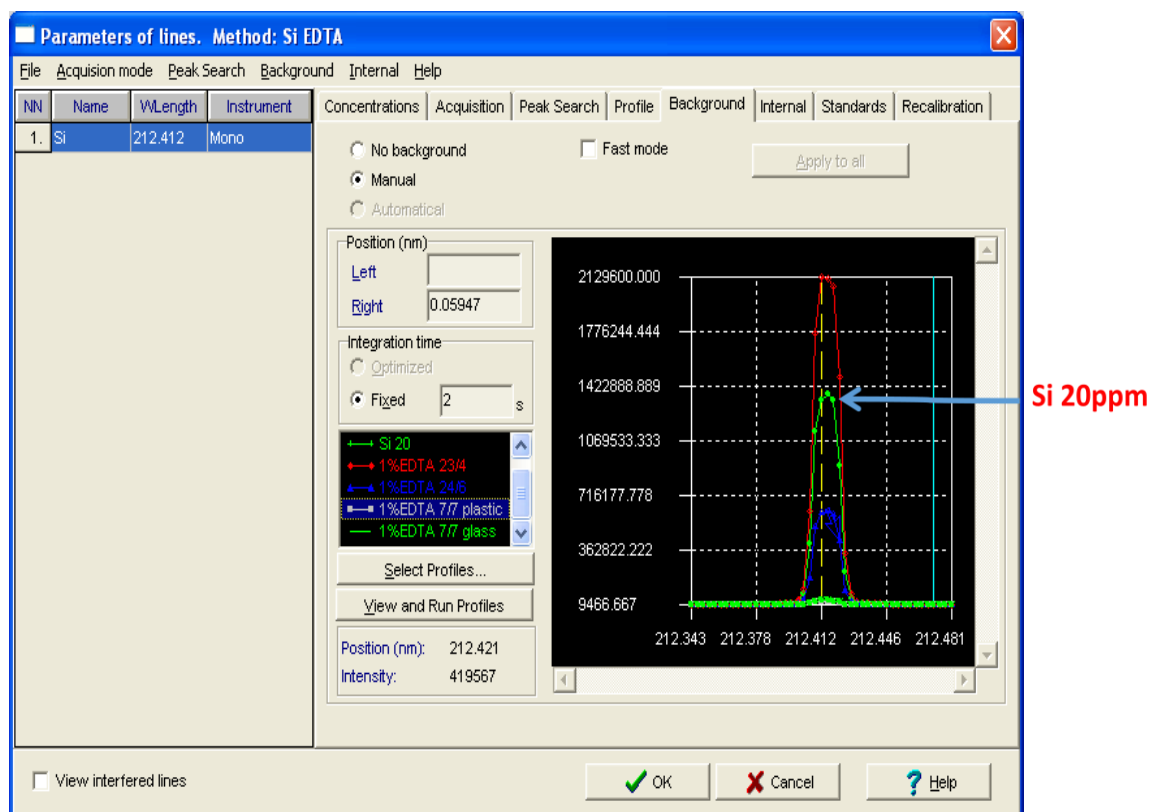 Parameters of lines. Method: Si EDTA
File Acquision mode Peak Search Background Internal Help
NN Name WLength Instrument
1. Si 212.412 Mono
Concentrations Acquisition Peak Search Profile Background Internal Standards Recalibration
No background
Fast mode
Apply to all
Manual
Automatical
Position (nm)
Left
Right 0.05947
Integration time
Optimized
Fixed 2 s
Si 20
1%EDTA 23/4
1%EDTA 24/6
1%EDTA 7/7 plastic
1%EDTA 7/7 glass
Select Profiles...
View and Run Profiles
Position (nm): 212.421
Intensity: 419567
2129600.000
1776244.444
1422888.889
1069533.333
716177.778
362822.222
9466.667
212.343 212.378 212.412 212.446 212.481
Si 20ppm
View interfered lines
OK
Cancel
Help